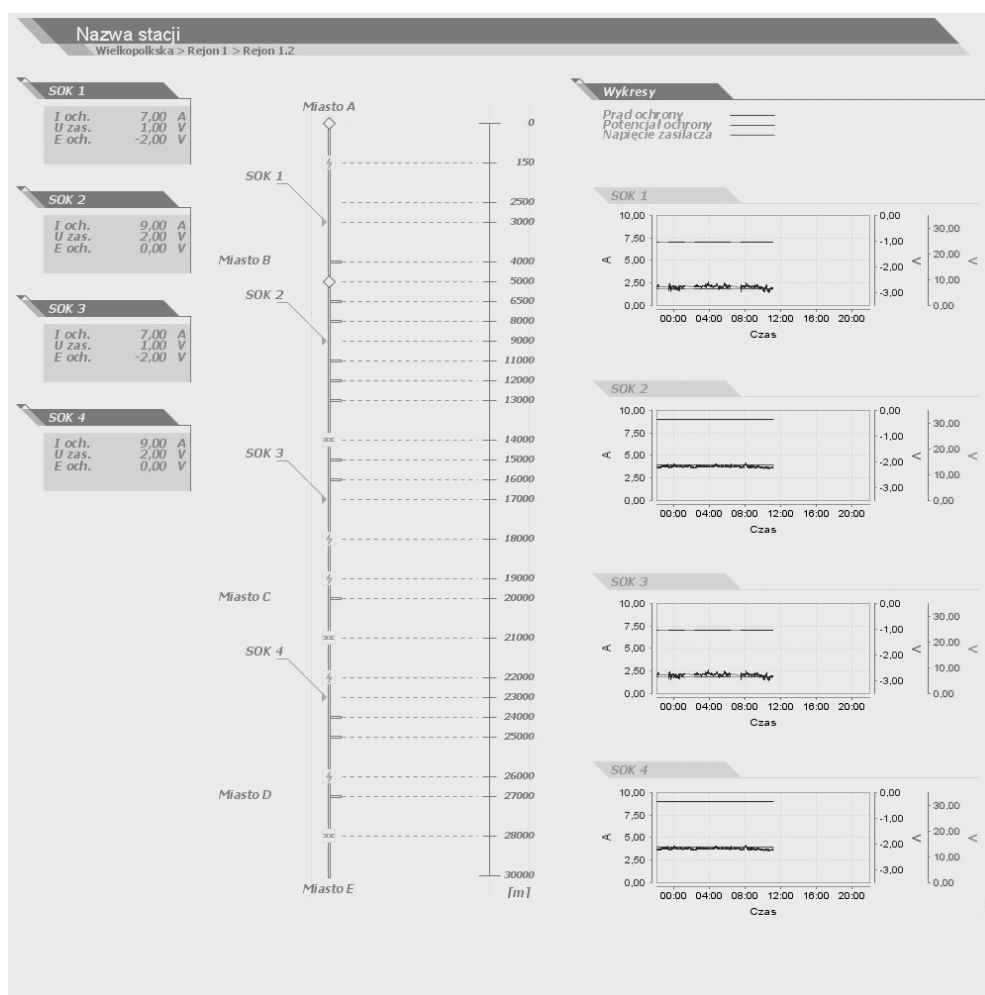 Nazwa stacji
Wielkopolkska > Rejon 1 > Rejon 1.2
SOK 1
I och. 7,00 A
U zas. 1,00 V
E och. -2,00 V
SOK 2
I och. 9,00 A
U zas. 2,00 V
E och. 0,00 V
SOK 3
I och. 7,00 A
U zas. 1,00 V
E och. -2,00 V
SOK 4
I och. 9,00 A
U zas. 2,00 V
E och. 0,00 V
Miasto A
0
150
SOK 1
2500
3000
Miasto B 4000
5000
SOK 2
6500
8000
9000
11000
12000
13000
14000
SOK 3
15000
16000
17000
18000
19000
Miasto C 20000
21000
SOK 4
22000
23000
24000
25000
26000
Miasto D 27000
28000
30000
Miasto E
[m]
Wykresy
Prąd ochrony
Potencjał ochrony
Napięcie zasilacza
SOK 1
10,00 0,00
7,50 -1,00 30,00
A 5,00 -2,00 V 20,00 V
2,50 -3,00 10,00
0,00 0,00
00:00 04:00 08:00 12:00 16:00 20:00
Czas
SOK 2
10,00 0,00
7,50 -1,00 30,00
A 5,00 -2,00 V 20,00 V
2,50 -3,00 10,00
0,00 0,00
00:00 04:00 08:00 12:00 16:00 20:00
Czas
SOK 3
10,00 0,00
7,50 -1,00 30,00
A 5,00 -2,00 V 20,00 V
2,50 -3,00 10,00
0,00 0,00
00:00 04:00 08:00 12:00 16:00 20:00
Czas
SOK 4
10,00 0,00
7,50 -1,00 30,00
A 5,00 -2,00 V 20,00 V
2,50 -3,00 10,00
0,00 0,00
00:00 04:00 08:00 12:00 16:00 20:00
Czas